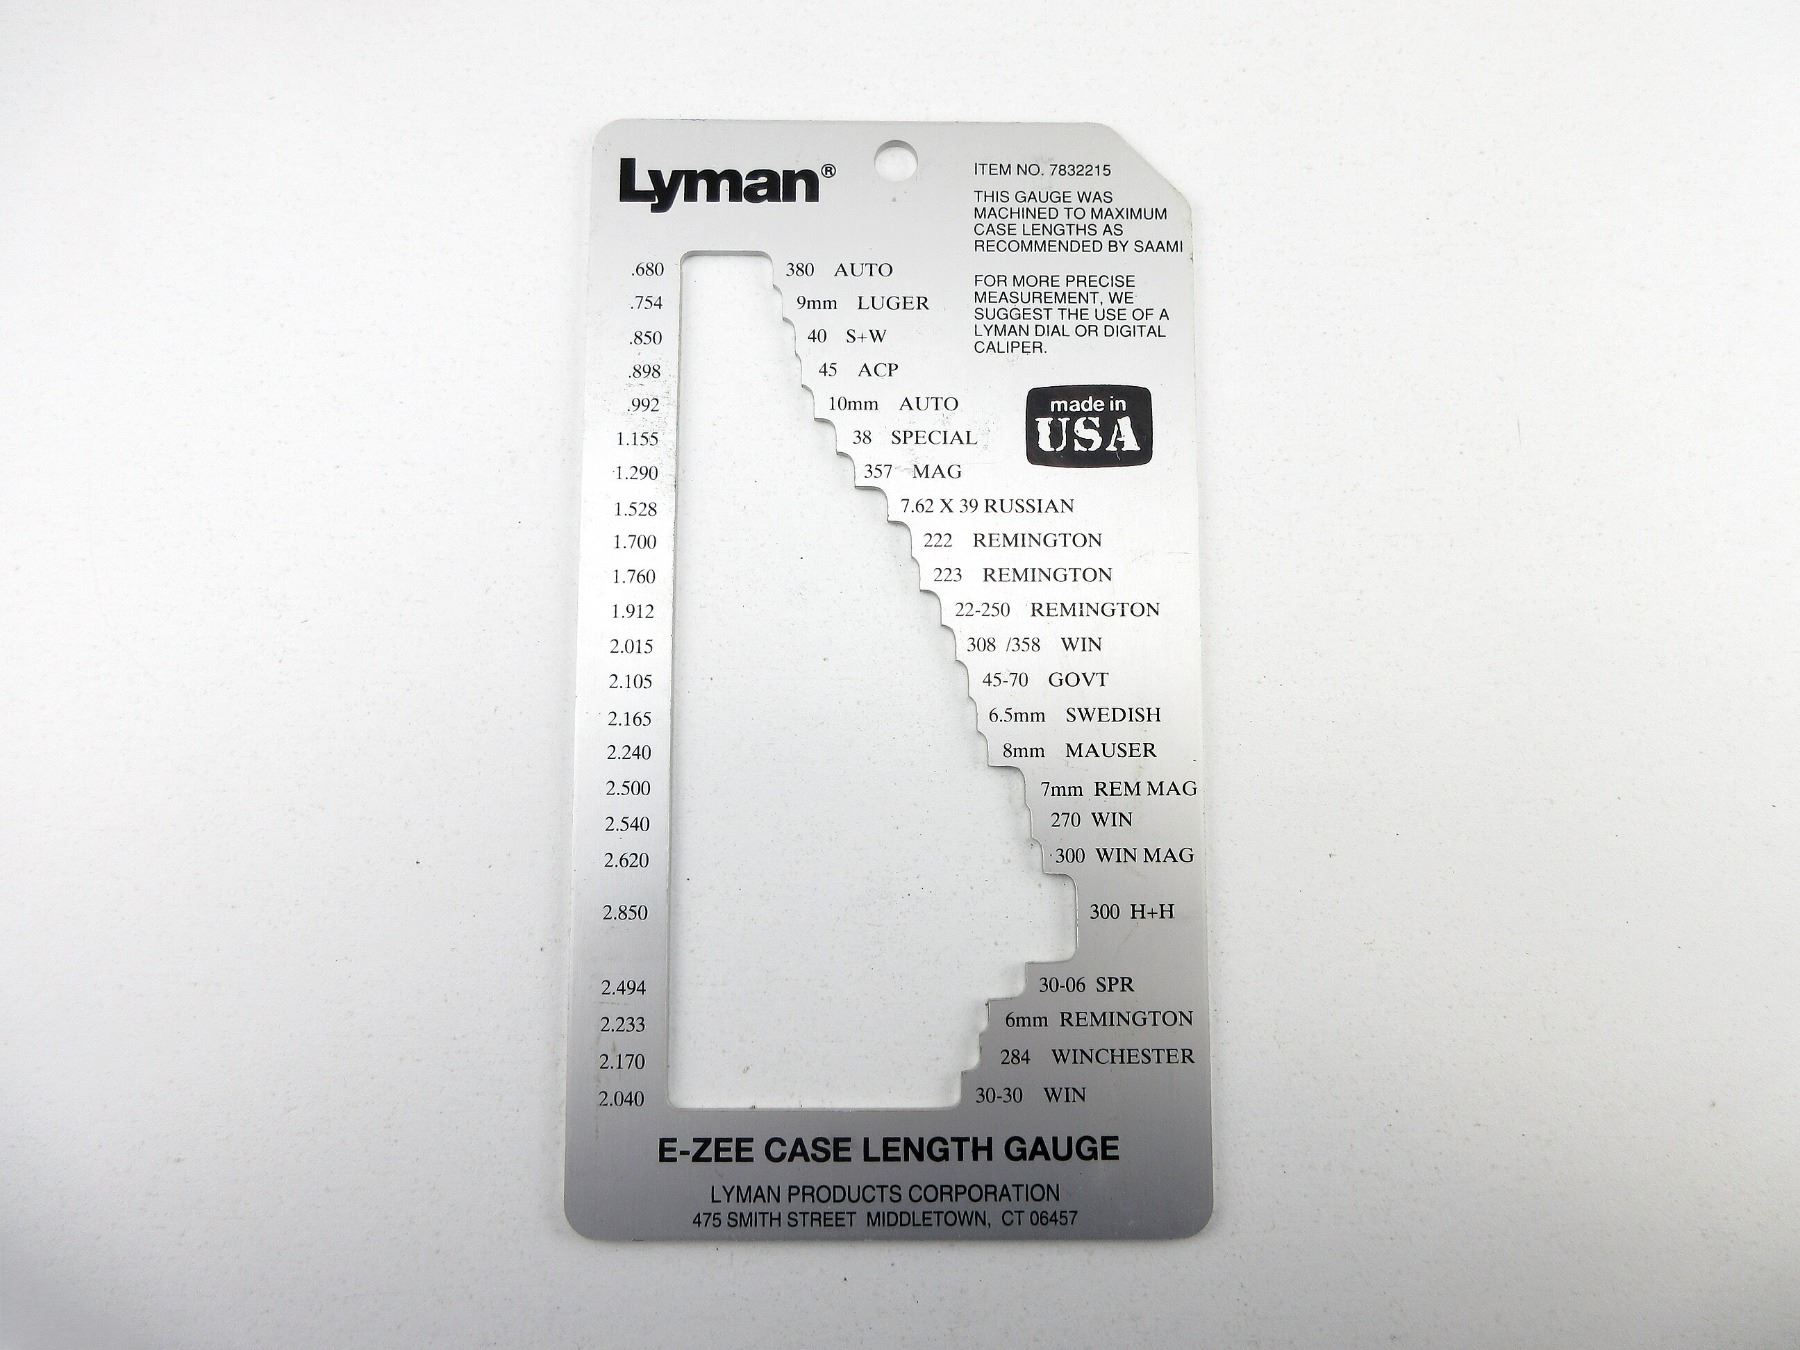 Lyman®
ITEM NO. 7832215
THIS GAUGE WAS
MACHINED TO MAXIMUM
CASE LENGTHS AS
RECOMMENDED BY SAAMI
FOR MORE PRECISE
MEASUREMENT, WE
SUGGEST THE USE OF A
LYMAN DIAL OR DIGITAL
CALIPER.
made in
USA
.680 380 AUTO
.754 9mm LUGER
.850 40 S+W
.898 45 ACP
.992 10mm AUTO
1.155 38 SPECIAL
1.290 357 MAG
1.528 7.62 X 39 RUSSIAN
1.700 222 REMINGTON
1.760 223 REMINGTON
1.912 22-250 REMINGTON
2.015 308 /358 WIN
2.105 45-70 GOVT
2.165 6.5mm SWEDISH
2.240 8mm MAUSER
2.500 7mm REM MAG
2.540 270 WIN
2.620 300 WIN MAG
2.850 300 H+H
2.494 30-06 SPR
2.233 6mm REMINGTON
2.170 284 WINCHESTER
2.040 30-30 WIN
E-ZEE CASE LENGTH GAUGE
LYMAN PRODUCTS CORPORATION
475 SMITH STREET MIDDLETOWN, CT 06457